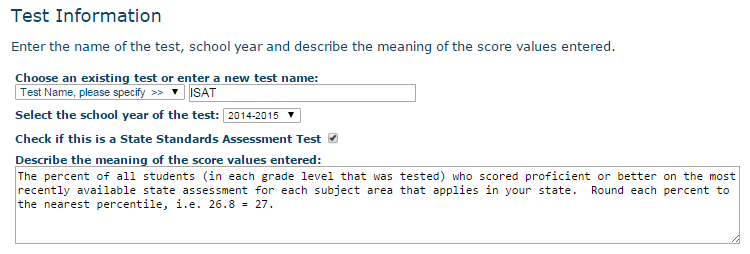 Test Information
Enter the name of the test, school year and describe the meaning of the score values entered.
Choose an existing test or enter a new test name:
Test Name, please specify >> ▼ ISAT
Select the school year of the test: 2014-2015 ▼
Check if this is a State Standards Assessment Test ☑
Describe the meaning of the score values entered:
The percent of all students (in each grade level that was tested) who scored proficient or better on the most
recently available state assessment for each subject area that applies in your state.  Round each percent to
the nearest percentile, i.e. 26.8 = 27.